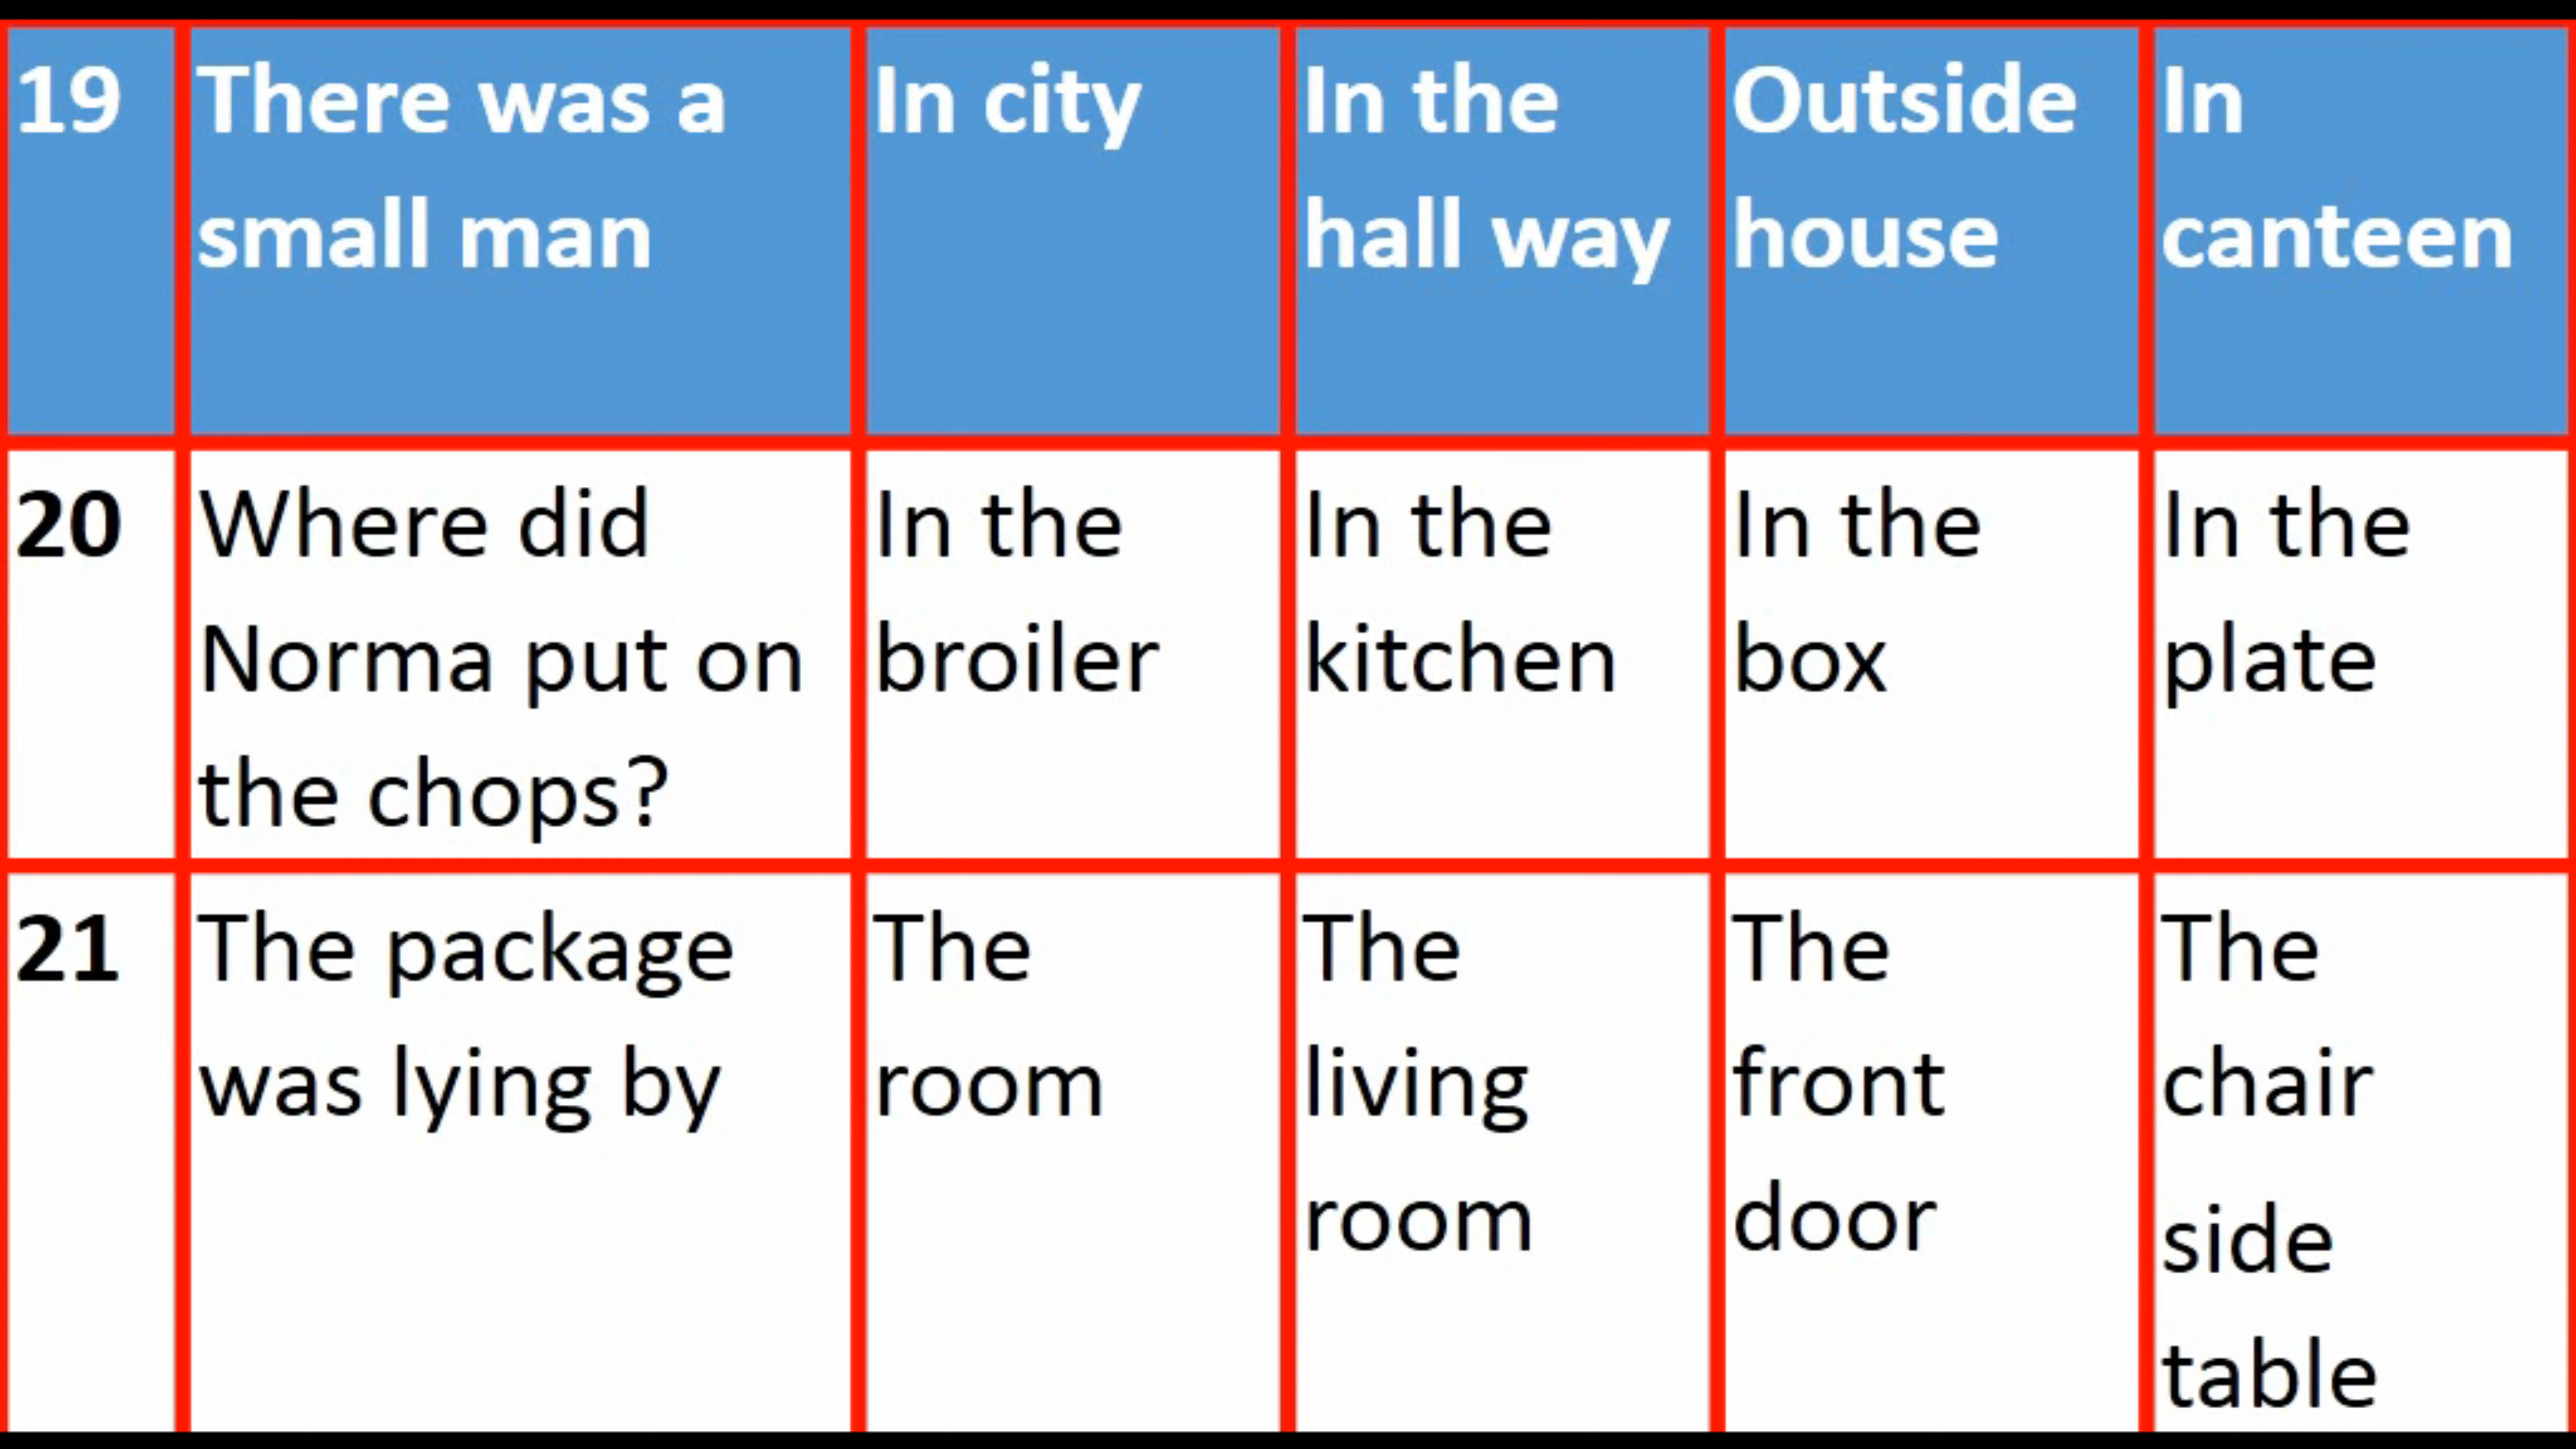 19
There was a
small man
In city
In the
hall way
Outside
house
In
canteen
20
Where did
Norma put on
the chops?
In the
broiler
In the
kitchen
In the
box
In the
plate
21
The package
was lying by
The
room
The
living
room
The
front
door
The
chair
side
table